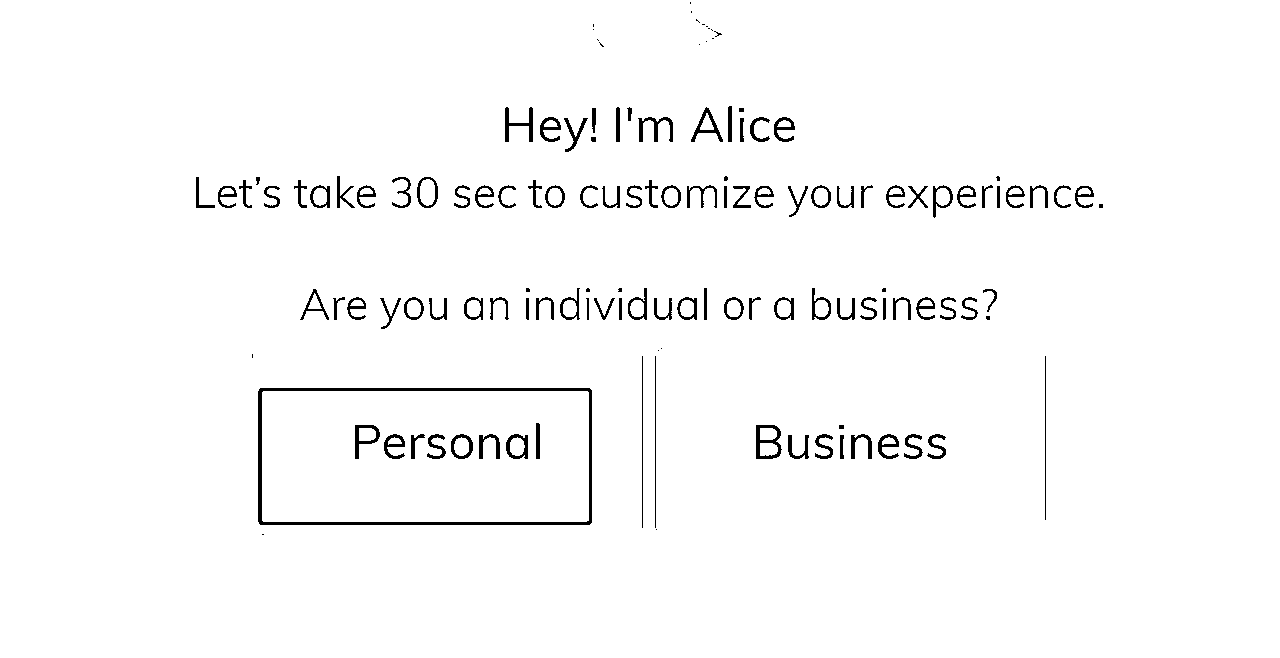 Hey! I'm Alice
Let’s take 30 sec to customize your experience.
Are you an individual or a business?
Personal
Business